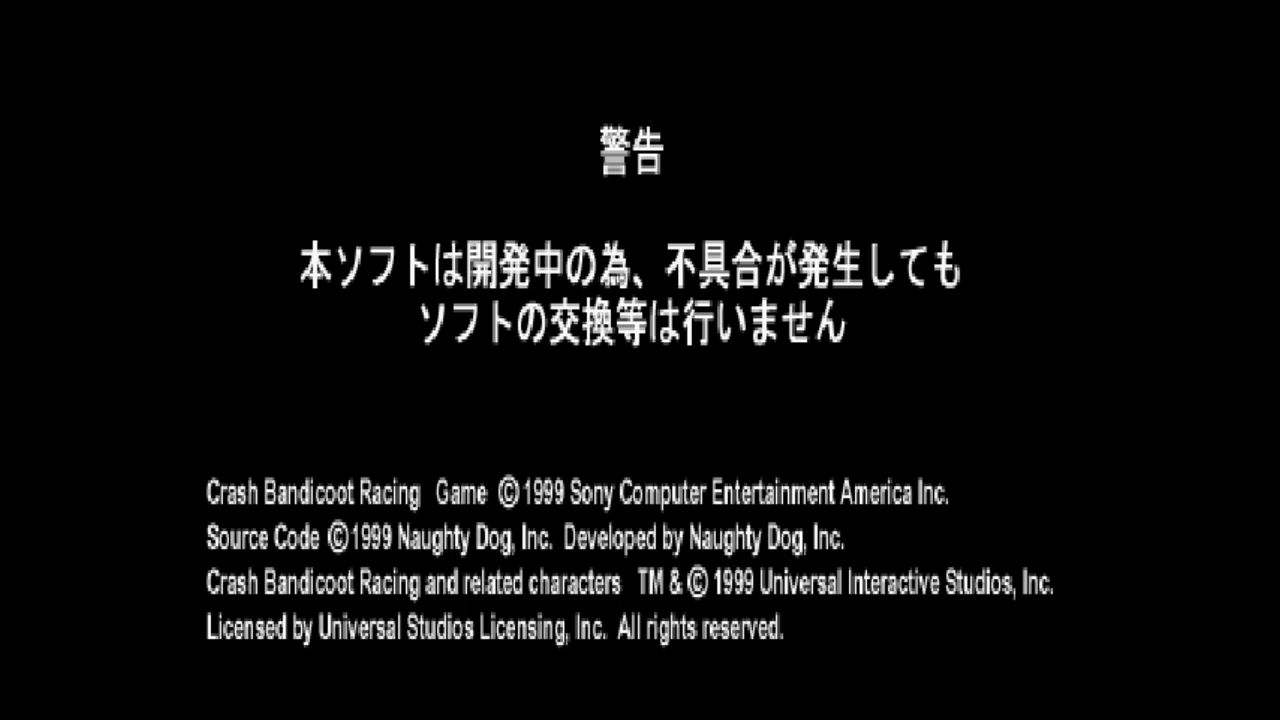 警告
本ソフトは開発中の為、不具合が発生しても
ソフトの交換等は行いません
Crash Bandicoot Racing Game ©1999 Sony Computer Entertainment America Inc.
Source Code ©1999 Naughty Dog, Inc. Developed by Naughty Dog, Inc.
Crash Bandicoot Racing and related characters TM & © 1999 Universal Interactive Studios, Inc.
Licensed by Universal Studios Licensing, Inc. All rights reserved.